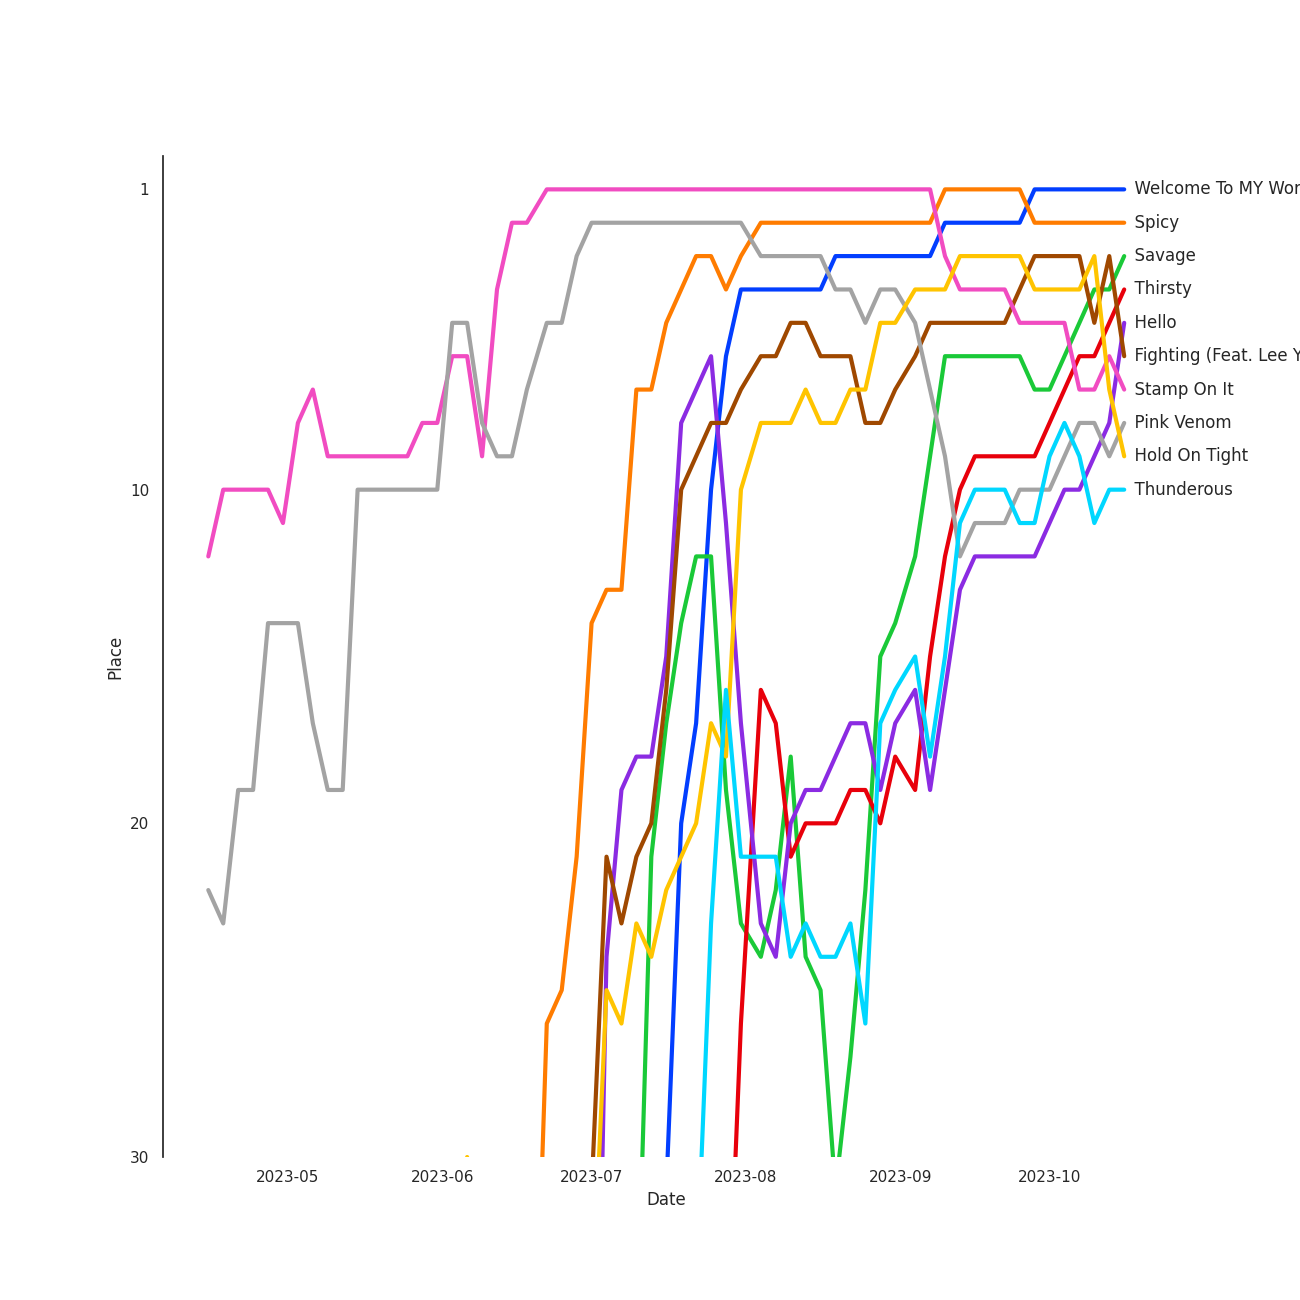 1
10
20
30
Place
2023-05
2023-06
2023-07
2023-08
2023-09
2023-10
Date
Welcome To MY
Spicy
Savage
Thirsty
Hello
Fighting (Feat. Lee
Stamp On It
Pink Venom
Hold On Tight
Thunderous